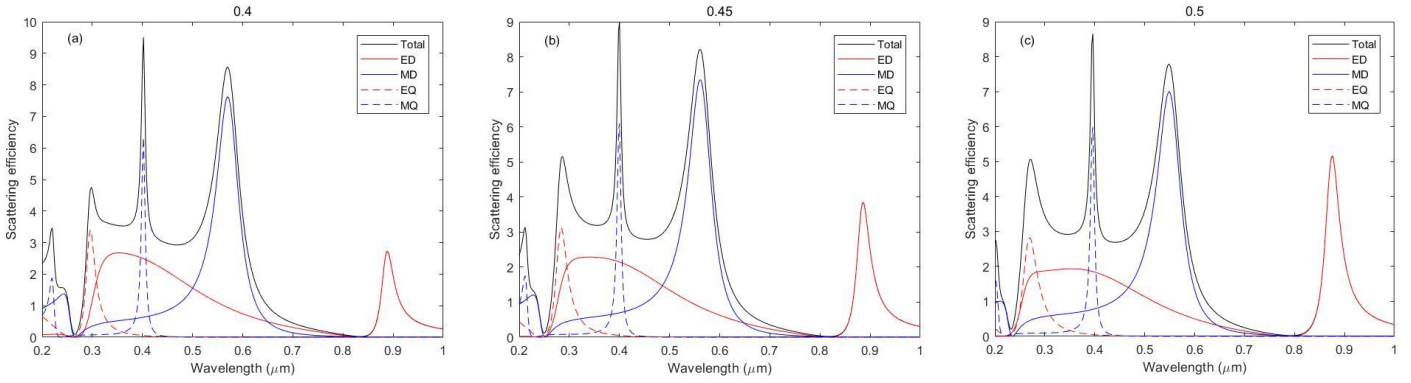 0.4
(a)
Total
ED
MD
EQ
MQ
Scattering efficiency
10
9
8
7
6
5
4
3
2
1
0
0.2 0.3 0.4 0.5 0.6 0.7 0.8 0.9 1
Wavelength (μm)
0.45
(b)
Total
ED
MD
EQ
MQ
Scattering efficiency
9
8
7
6
5
4
3
2
1
0
0.2 0.3 0.4 0.5 0.6 0.7 0.8 0.9 1
Wavelength (μm)
0.5
(c)
Total
ED
MD
EQ
MQ
Scattering efficiency
9
8
7
6
5
4
3
2
1
0
0.2 0.3 0.4 0.5 0.6 0.7 0.8 0.9 1
Wavelength (μm)